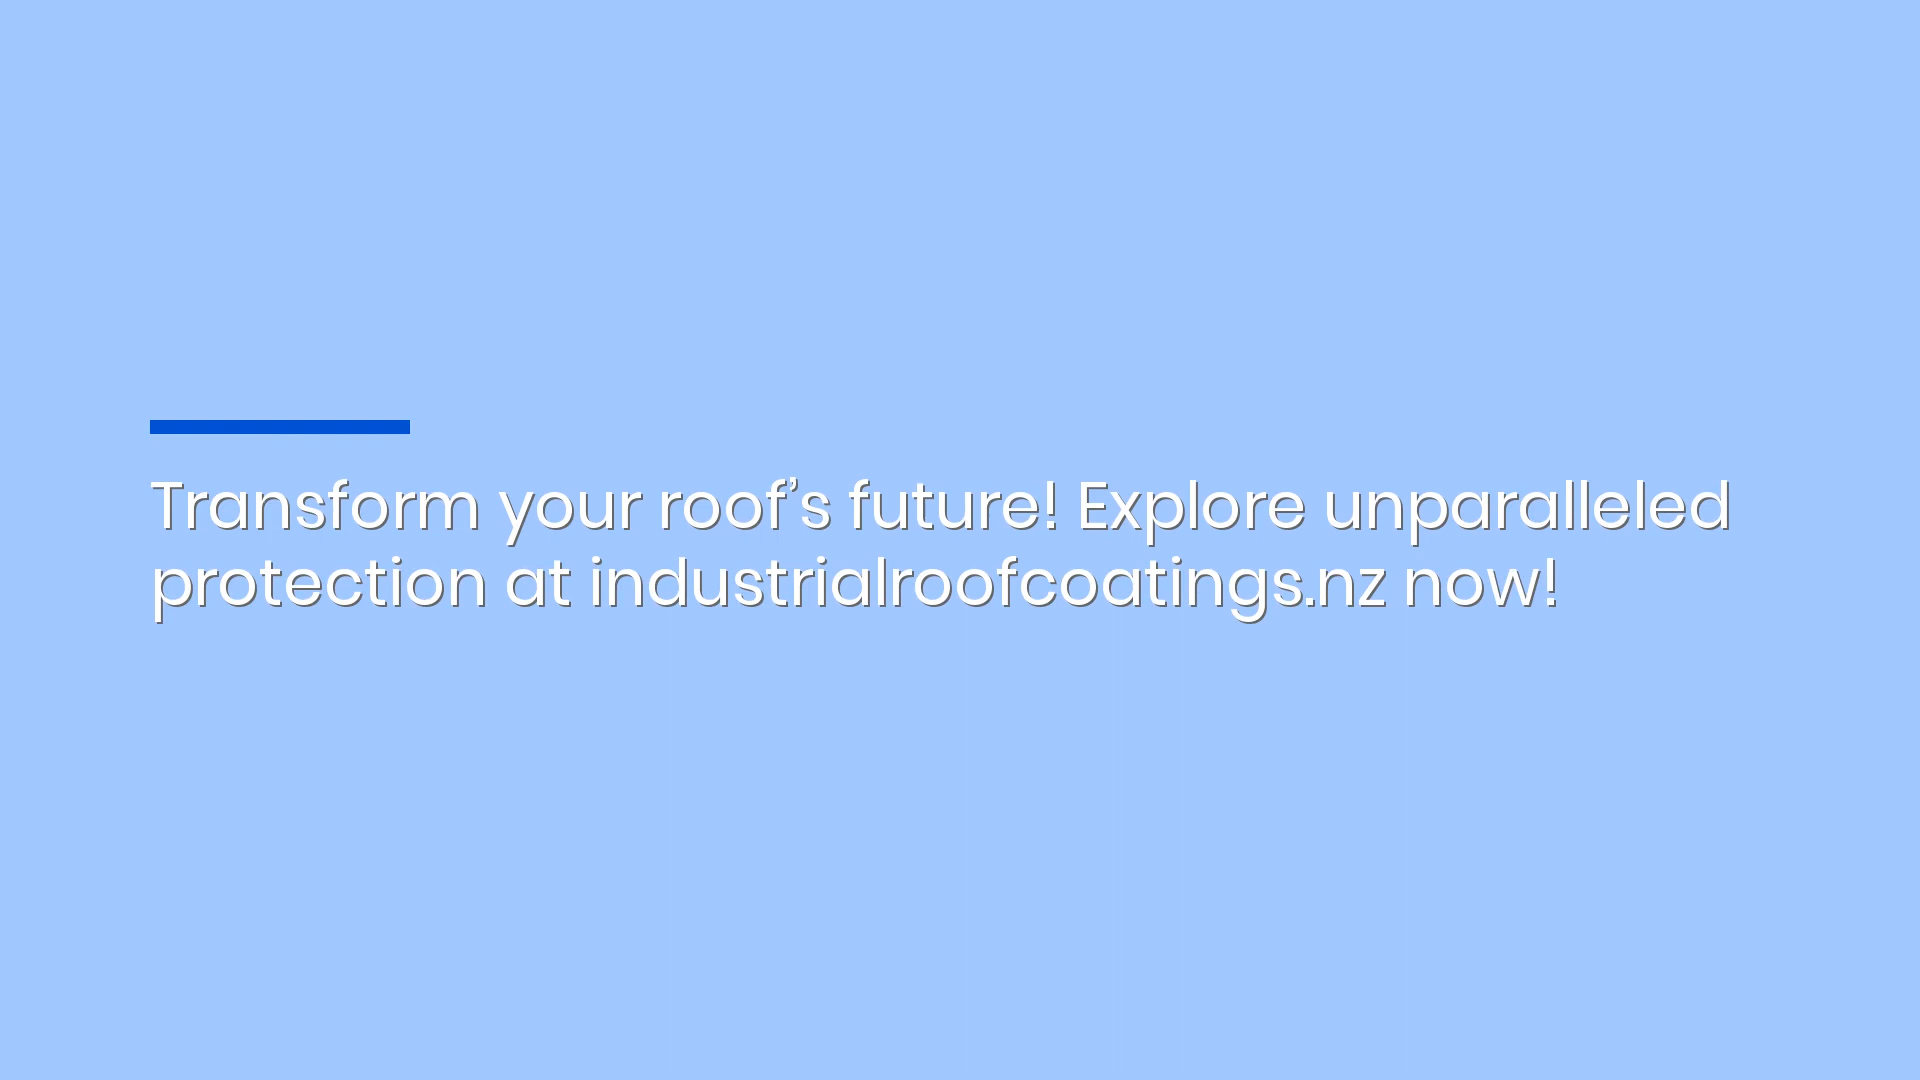 Transform your roof’s future! Explore unparalleled
protection at industrialroofcoatings.nz now!